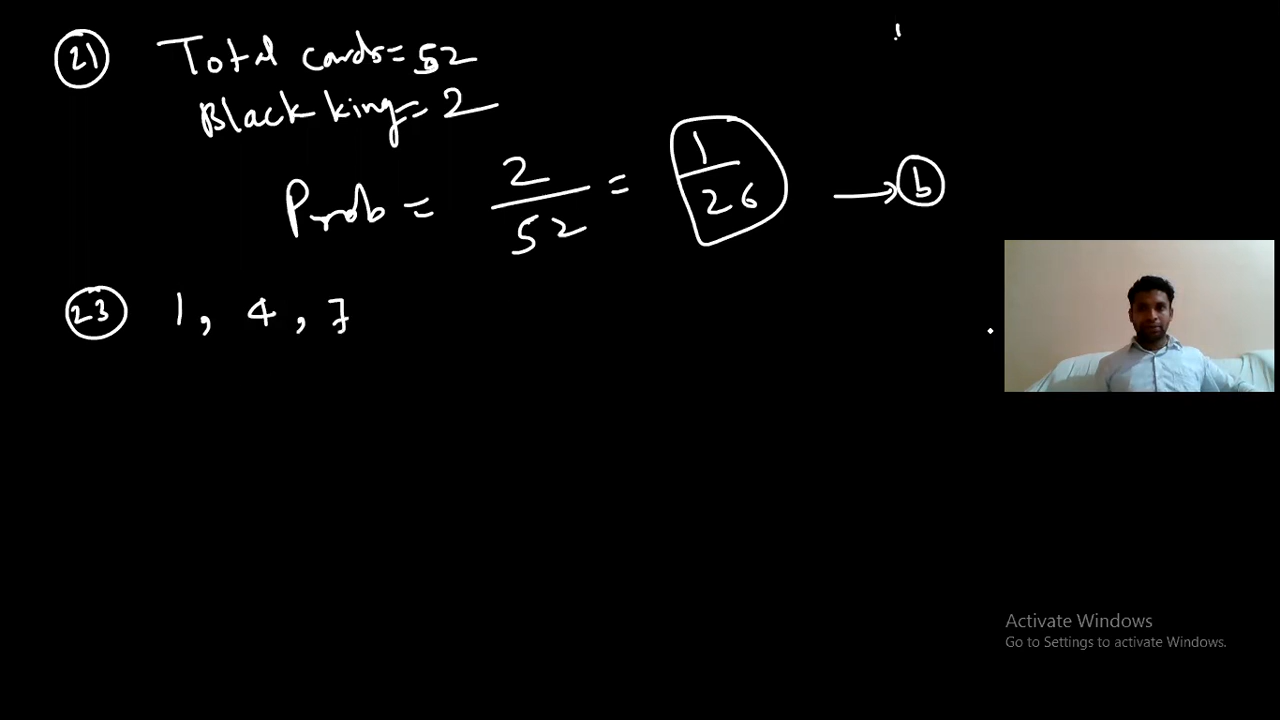 21 Total cards = 52
Black king = 2
Prob = 2/52 = 1/26 → b
23 1, 4, 7
Activate Windows
Go to Settings to activate Windows.